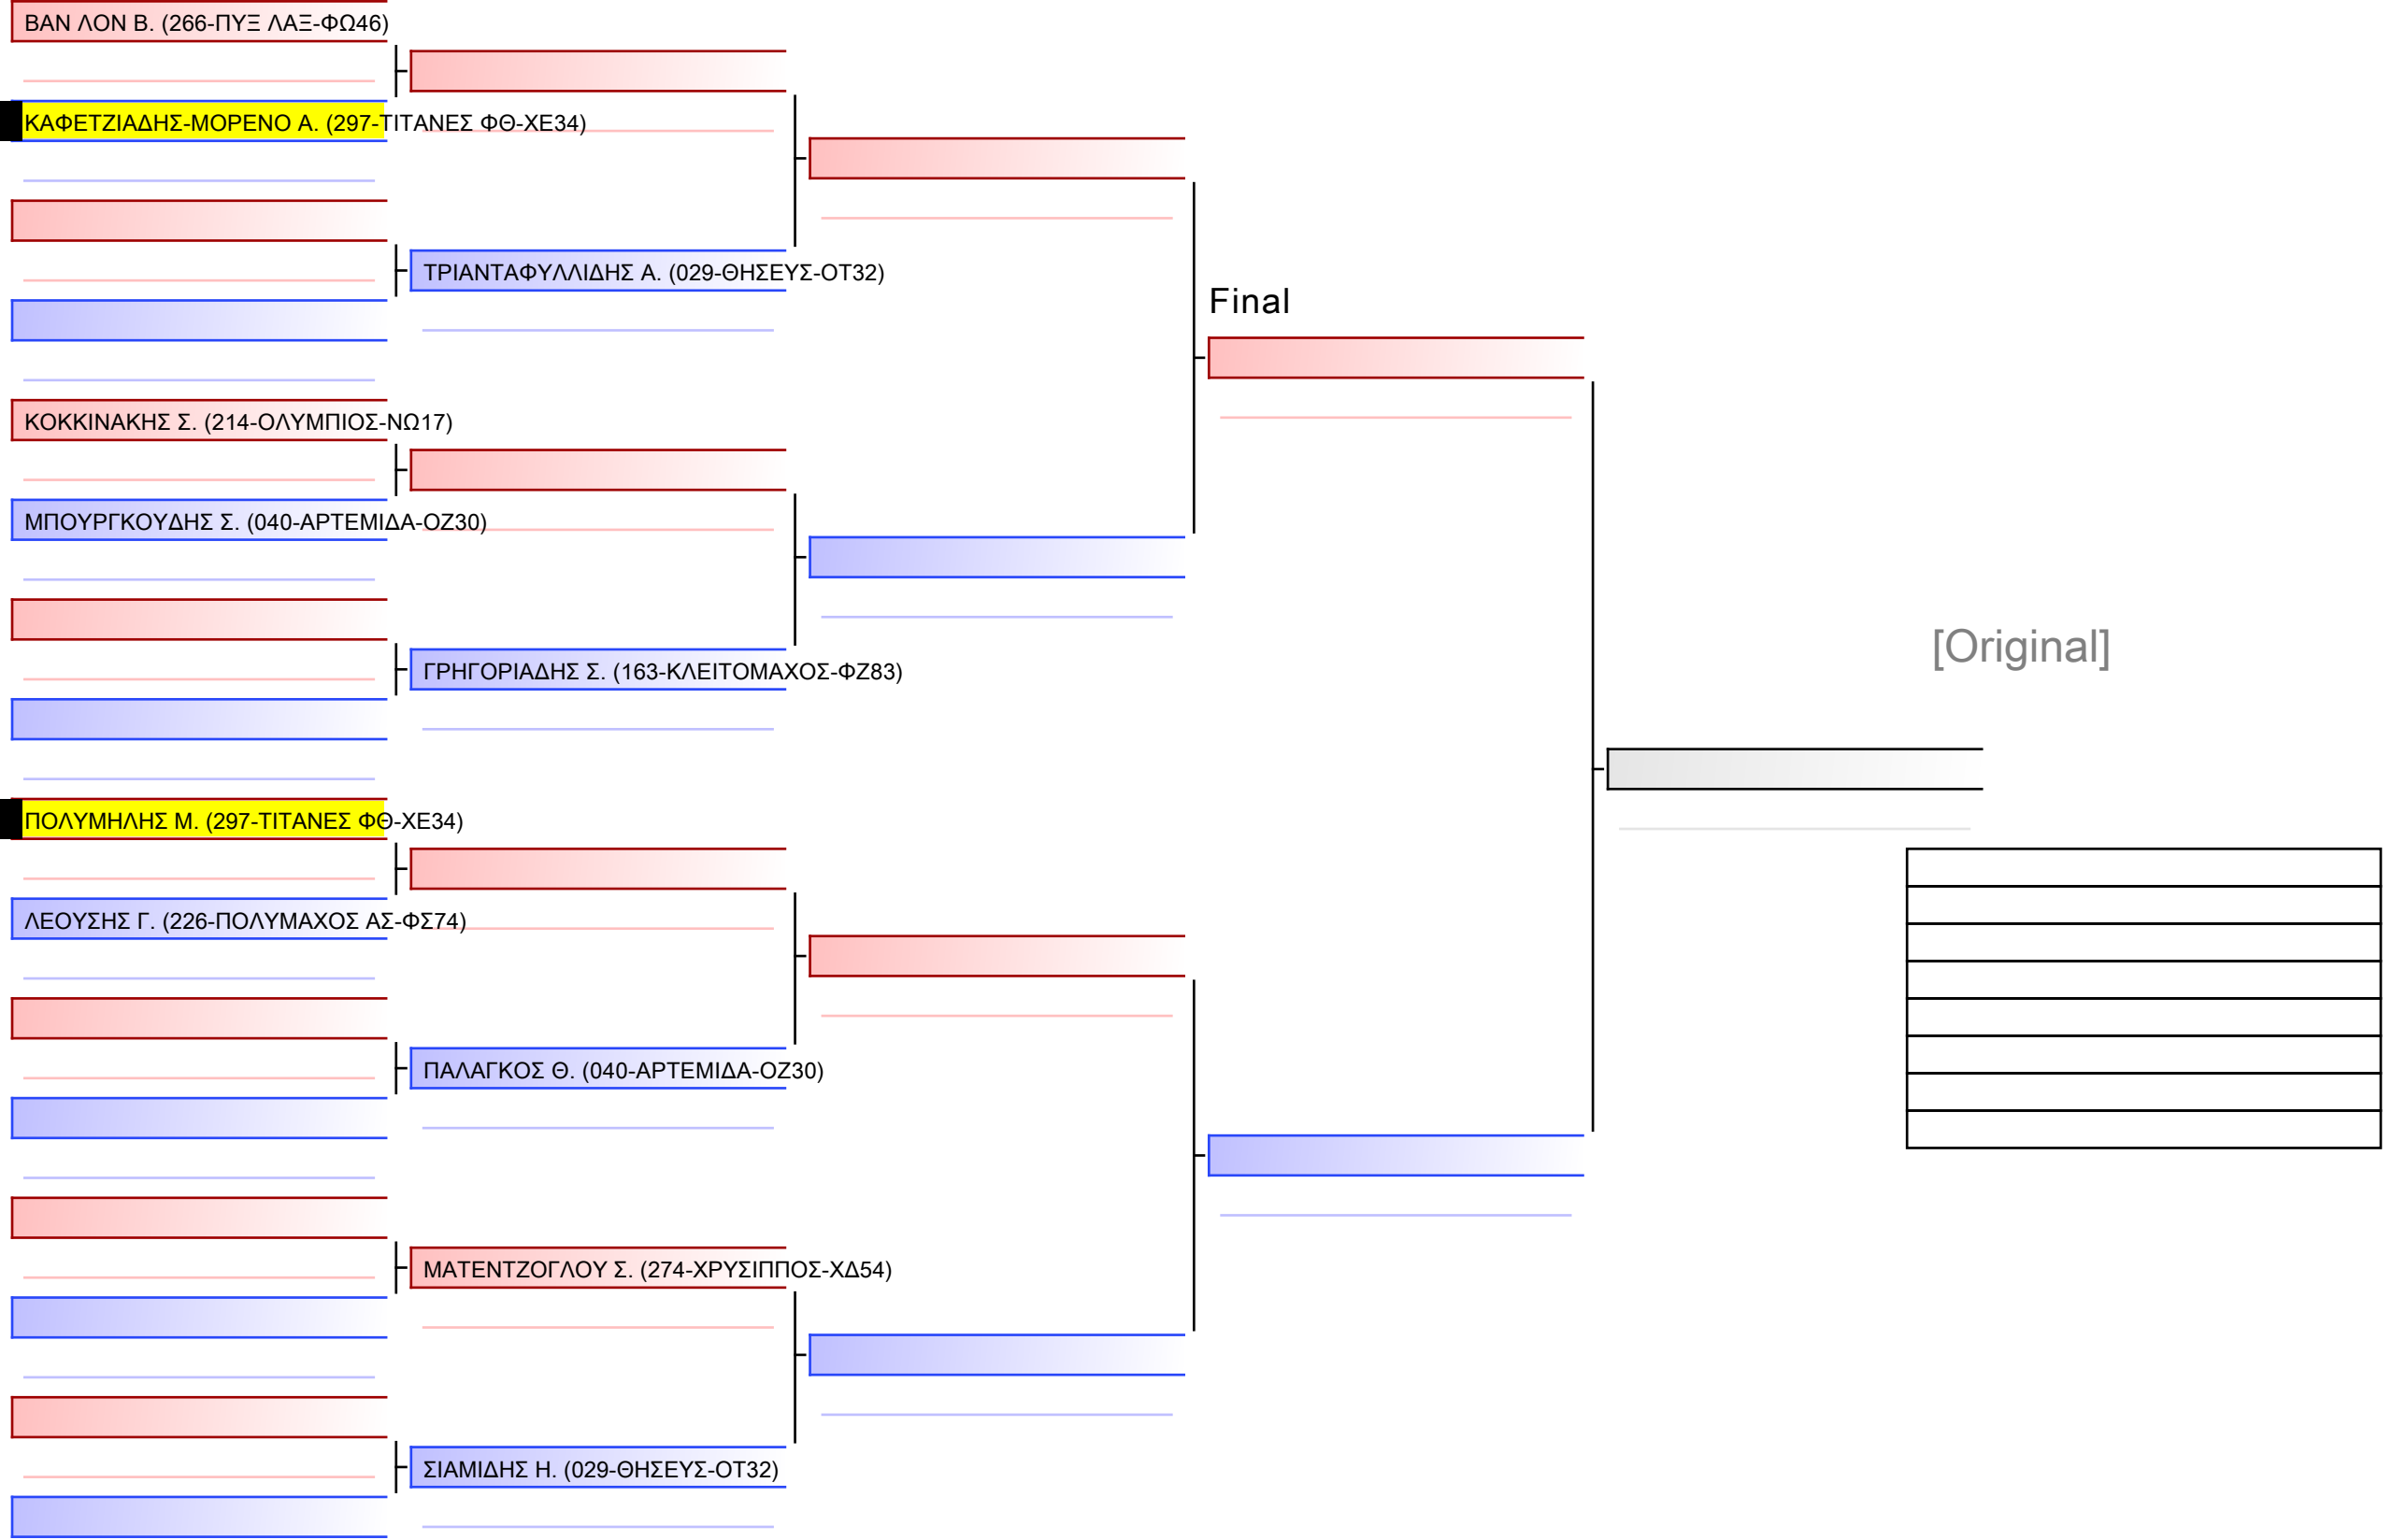 ΒΑΝ ΛΟΝ Β. (266-ΠΥΞ ΛΑΞ-ΦΩ46)
ΚΑΦΕΤΖΙΑΔΗΣ-ΜΟΡΕΝΟ Α. (297-ΤΙΤΑΝΕΣ ΦΘ-ΧΕ34)
ΤΡΙΑΝΤΑΦΥΛΛΙΔΗΣ Α. (029-ΘΗΣΕΥΣ-ΟΤ32)
Final
ΚΟΚΚΙΝΑΚΗΣ Σ. (214-ΟΛΥΜΠΙΟΣ-ΝΩ17)
ΜΠΟΥΡΓΚΟΥΔΗΣ Σ. (040-ΑΡΤΕΜΙΔΑ-ΟΖ30)
[Original]
ΓΡΗΓΟΡΙΑΔΗΣ Σ. (163-ΚΛΕΙΤΟΜΑΧΟΣ-ΦΖ83)
ΠΟΛΥΜΗΛΗΣ Μ. (297-ΤΙΤΑΝΕΣ ΦΘ-ΧΕ34)
ΛΕΟΥΣΗΣ Γ. (226-ΠΟΛΥΜΑΧΟΣ ΑΣ-ΦΣ74)
ΠΑΛΑΓΚΟΣ Θ. (040-ΑΡΤΕΜΙΔΑ-ΟΖ30)
ΜΑΤΕΝΤΖΟΓΛΟΥ Σ. (274-ΧΡΥΣΙΠΠΟΣ-ΧΔ54)
ΣΙΑΜΙΔΗΣ Η. (029-ΘΗΣΕΥΣ-ΟΤ32)